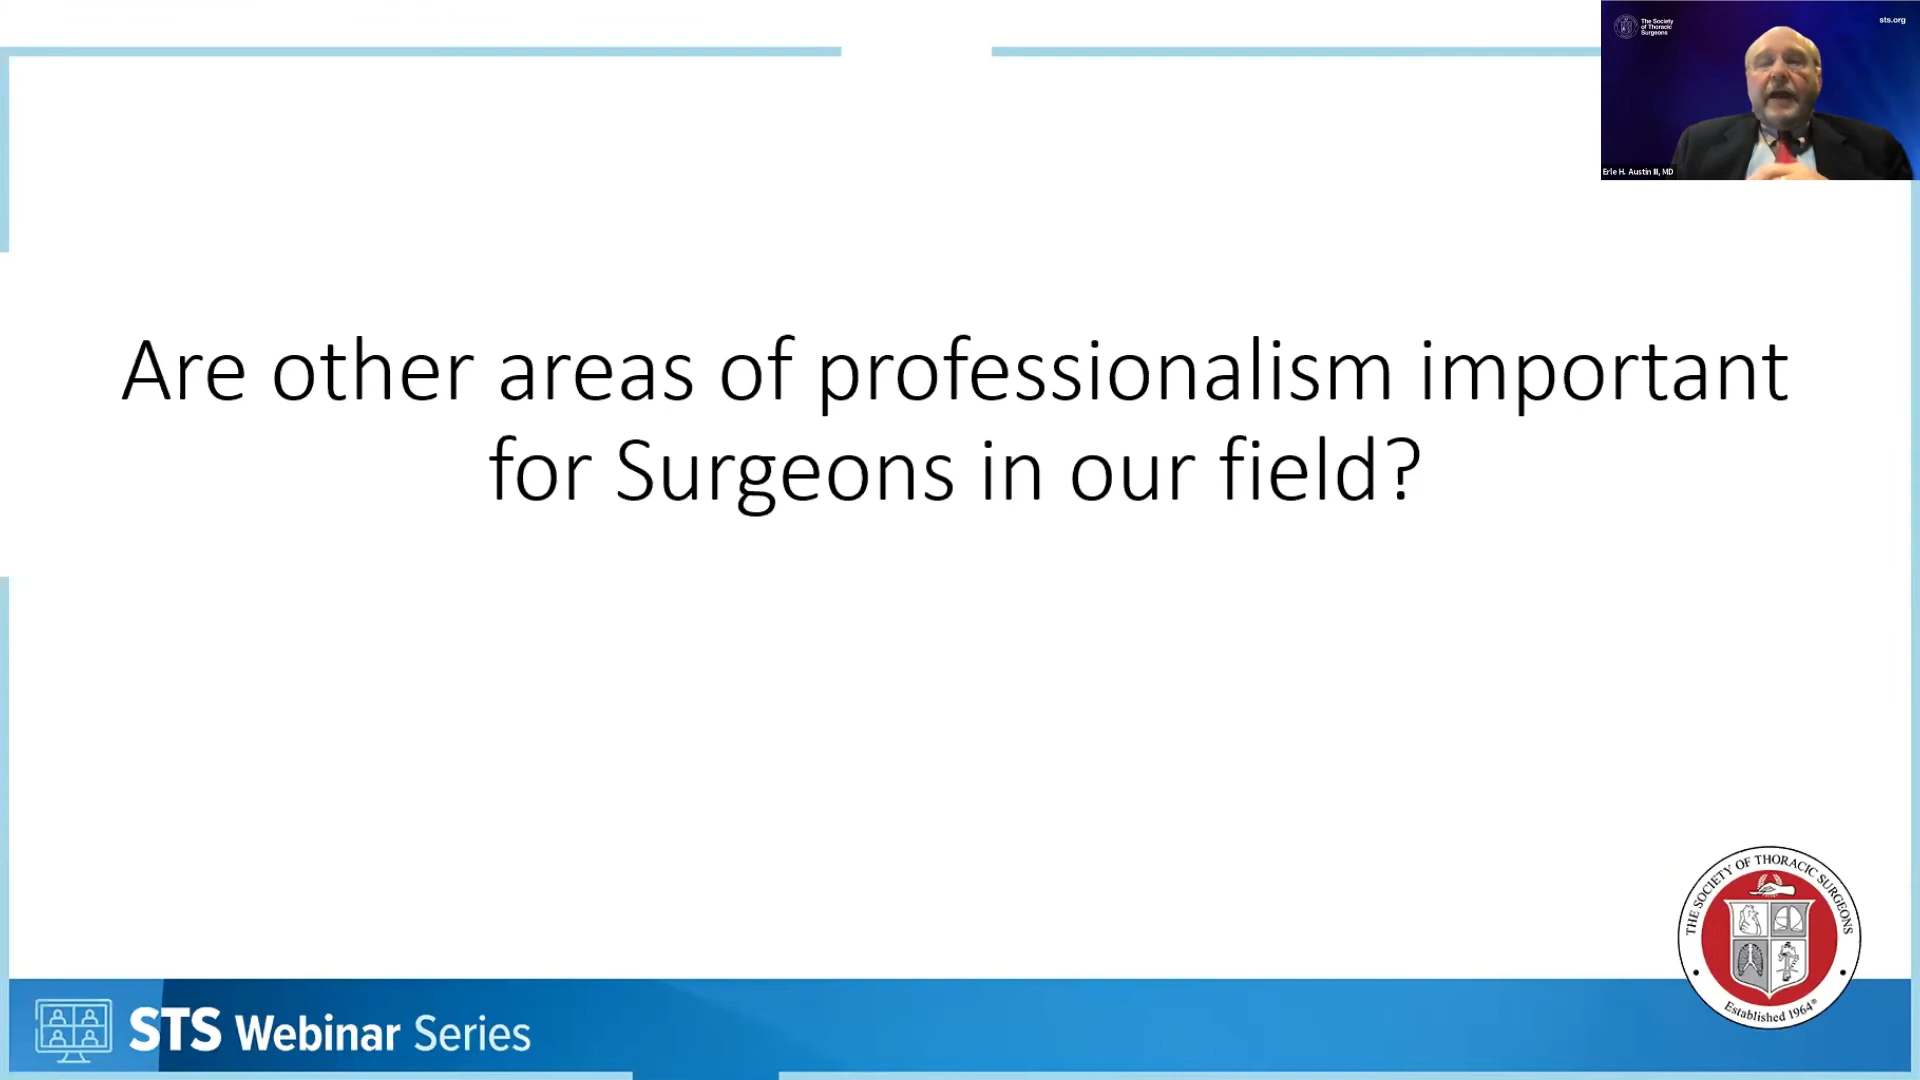 The Society
of Thoracic
Surgeons
sts.org
Erle H. Austin III, MD
Are other areas of professionalism important
for Surgeons in our field?
THE SOCIETY OF THORACIC SURGEONS
Established 1964®
STS Webinar Series